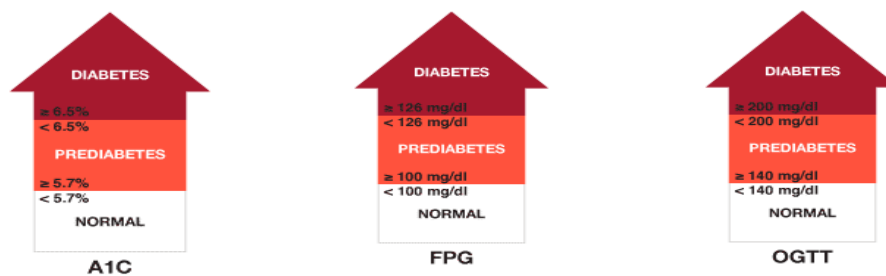 DIABETES
≥ 6.5%
< 6.5%
PREDIABETES
≥ 5.7%
< 5.7%
NORMAL
A1C
DIABETES
≥ 126 mg/dl
< 126 mg/dl
PREDIABETES
≥ 100 mg/dl
< 100 mg/dl
NORMAL
FPG
DIABETES
≥ 200 mg/dl
< 200 mg/dl
PREDIABETES
≥ 140 mg/dl
< 140 mg/dl
NORMAL
OGTT